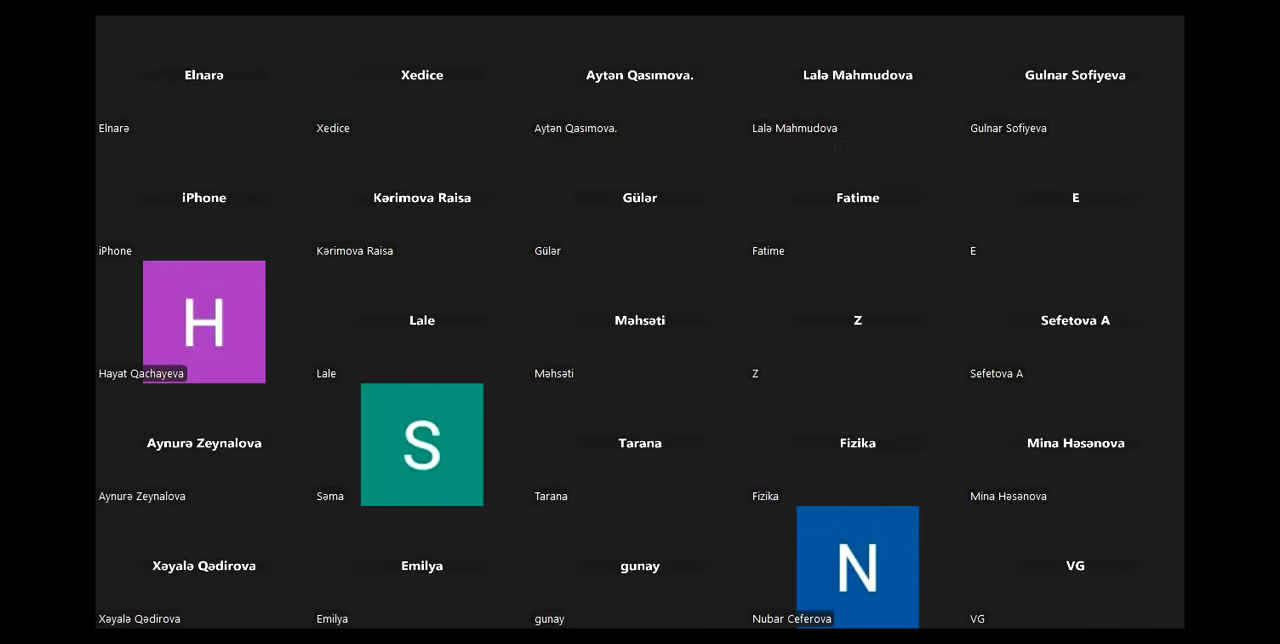 Elnarə
Xedice
Aytən Qasımova.
Lalə Mahmudova
Gulnar Sofiyeva
Elnarə
Xedice
Aytən Qasımova.
Lalə Mahmudova
Gulnar Sofiyeva
iPhone
Kərimova Raisa
Gülər
Fatime
E
iPhone
Kərimova Raisa
Gülər
Fatime
E
H
Lale
Məhsəti
Z
Sefetova A
Hayat Qachayeva
Lale
Məhsəti
Z
Sefetova A
Aynurə Zeynalova
S
Tarana
Fizika
Mina Həsənova
Aynurə Zeynalova
Səma
Tarana
Fizika
Mina Həsənova
Xəyalə Qədirova
Emilya
gunay
N
VG
Xəyalə Qədirova
Emilya
gunay
Nubar Ceferova
VG